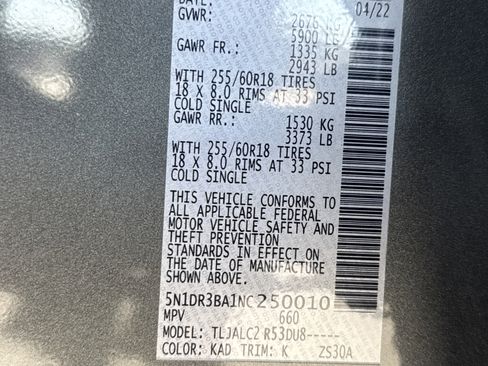 DATE: 04/22
GVWR: 2676 KG
5900 LB
GAWR FR.: 1335 KG
2943 LB
WITH 255/60R18 TIRES
18 X 8.0 RIMS AT 33 PSI
COLD SINGLE
GAWR RR.: 1530 KG
3373 LB
WITH 255/60R18 TIRES
18 X 8.0 RIMS AT 33 PSI
COLD SINGLE
THIS VEHICLE CONFORMS TO
ALL APPLICABLE FEDERAL
MOTOR VEHICLE SAFETY AND
THEFT PREVENTION
STANDARDS IN EFFECT ON
THE DATE OF MANUFACTURE
SHOWN ABOVE.
5N1DR3BA1NC250010
MPV 660
MODEL: TLJALC2 R53DU8-----
COLOR: KAD TRIM: K ZS30A